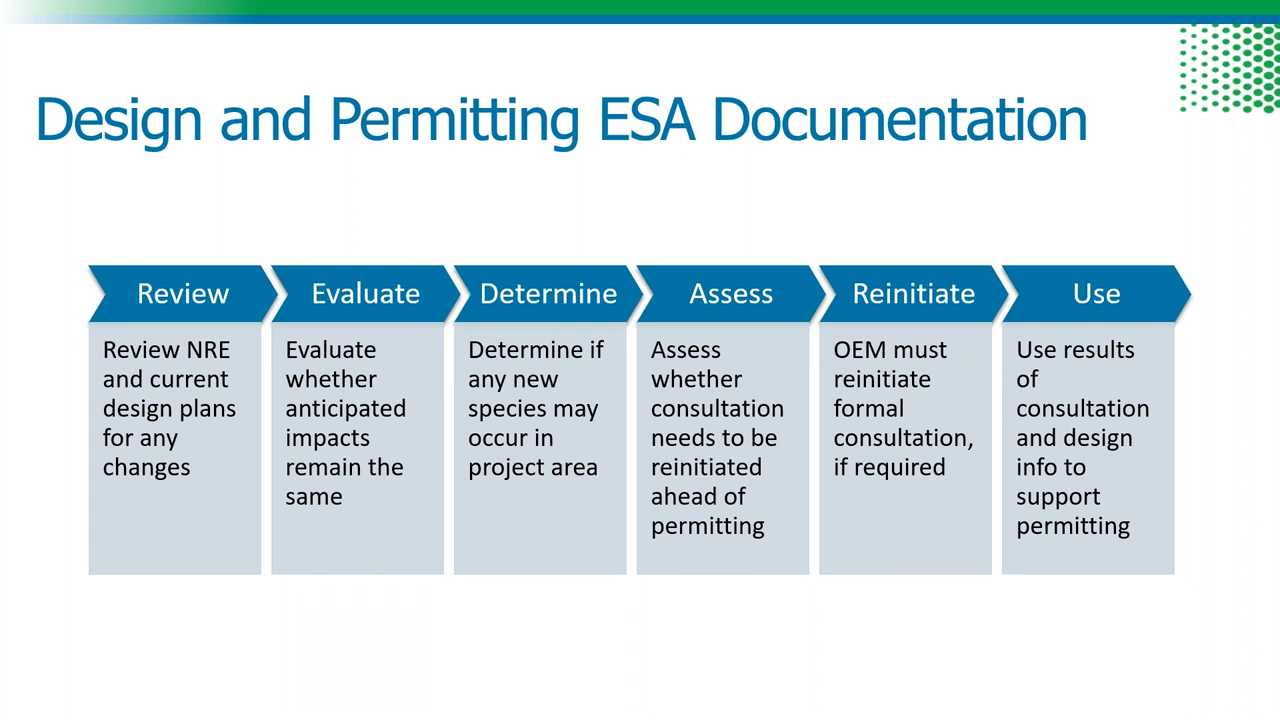 Design and Permitting ESA Documentation
Review
Review NRE
and current
design plans
for any
changes
Evaluate
Evaluate
whether
anticipated
impacts
remain the
same
Determine
Determine if
any new
species may
occur in
project area
Assess
Assess
whether
consultation
needs to be
reinitiated
ahead of
permitting
Reinitiate
OEM must
reinitiate
formal
consultation,
if required
Use
Use results
of
consultation
and design
info to
support
permitting